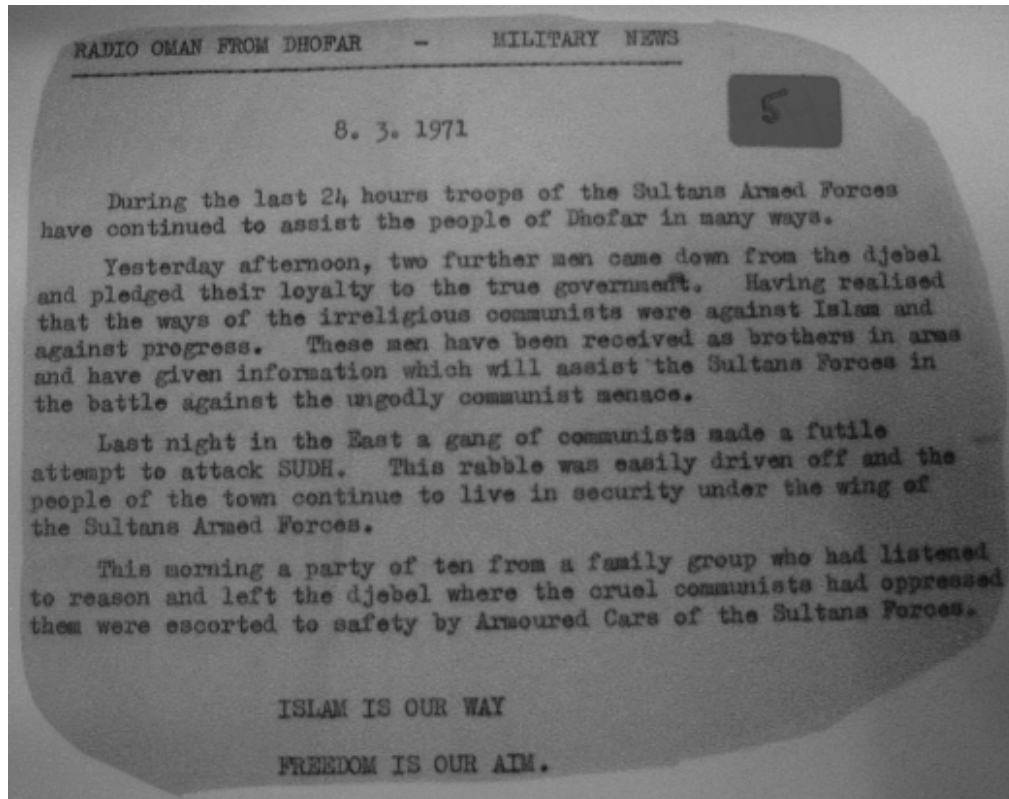 RADIO OMAN FROM DHOFAR - MILITARY NEWS
5
8. 3. 1971
During the last 24 hours troops of the Sultans Armed Forces
have continued to assist the people of Dhofar in many ways.
Yesterday afternoon, two further men came down from the djebel
and pledged their loyalty to the true government. Having realised
that the ways of the irreligious communists were against Islam and
against progress. These men have been received as brothers in arms
and have given information which will assist the Sultans Forces in
the battle against the ungodly communist menace.
Last night in the East a gang of communists made a futile
attempt to attack SUDH. This rabble was easily driven off and the
people of the town continue to live in security under the wing of
the Sultans Armed Forces.
This morning a party of ten from a family group who had listened
to reason and left the djebel where the cruel communists had oppressed
them were escorted to safety by Armoured Cars of the Sultans Forces.
ISLAM IS OUR WAY
FREEDOM IS OUR AIM.